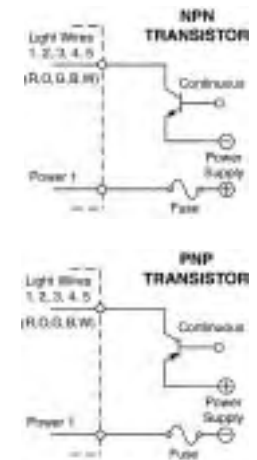 NPN
TRANSISTOR
Light Wires
1, 2, 3, 4, 5
(R,O,G,B,W)
Continuous
Power
Supply
Power 1
Fuse
PNP
TRANSISTOR
Light Wires
1, 2, 3, 4, 5
(R,O,G,B,W)
Continuous
Power
Supply
Power 1
Fuse